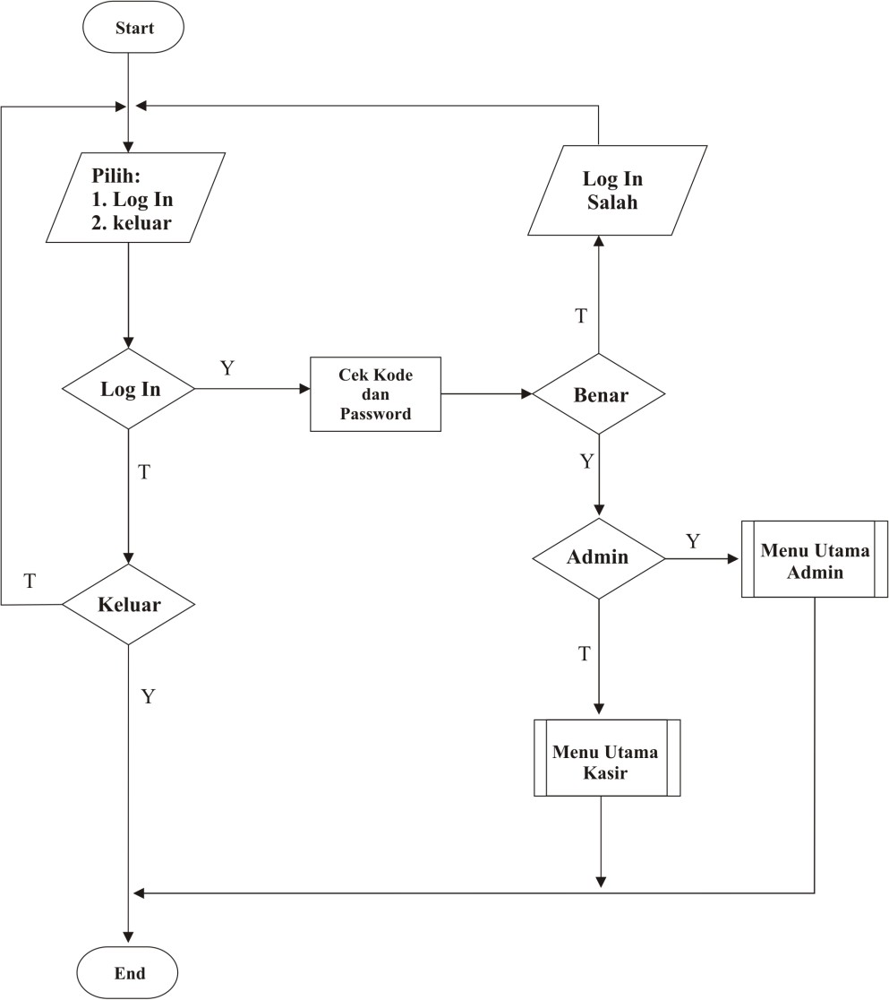 Start
Pilih:
1. Log In
2. keluar
Log In
Salah
T
Log In
Y
Cek Kode
dan
Password
Benar
T
Y
Admin
Y
Menu Utama
Admin
T
Keluar
T
Y
Menu Utama
Kasir
End